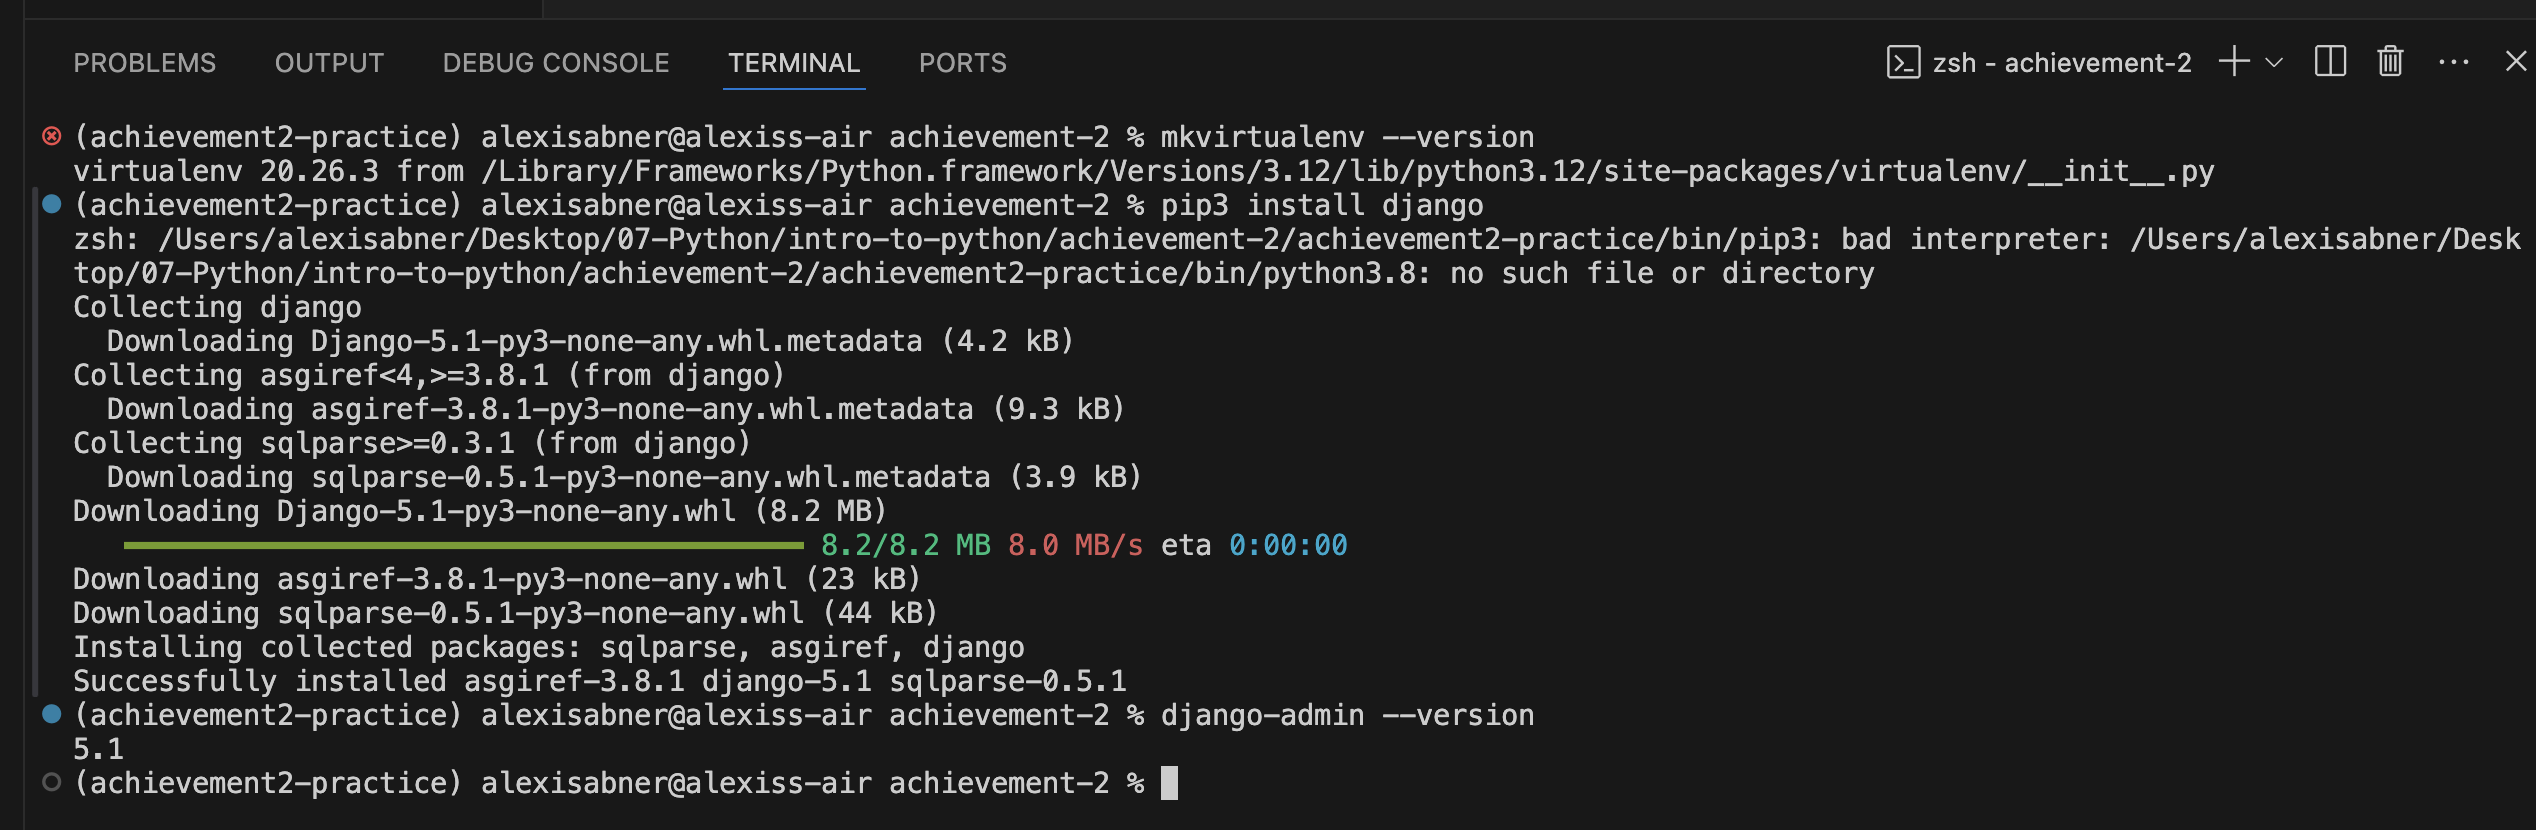 PROBLEMS OUTPUT DEBUG CONSOLE TERMINAL PORTS zsh - achievement-2
(achievement2-practice) alexisabner@alexiss-air achievement-2 % mkvirtualenv --version
virtualenv 20.26.3 from /Library/Frameworks/Python.framework/Versions/3.12/lib/python3.12/site-packages/virtualenv/__init__.py
(achievement2-practice) alexisabner@alexiss-air achievement-2 % pip3 install django
zsh: /Users/alexisabner/Desktop/07-Python/intro-to-python/achievement-2/achievement2-practice/bin/pip3: bad interpreter: /Users/alexisabner/Desk
top/07-Python/intro-to-python/achievement-2/achievement2-practice/bin/python3.8: no such file or directory
Collecting django
  Downloading Django-5.1-py3-none-any.whl.metadata (4.2 kB)
Collecting asgiref<4,>=3.8.1 (from django)
  Downloading asgiref-3.8.1-py3-none-any.whl.metadata (9.3 kB)
Collecting sqlparse>=0.3.1 (from django)
  Downloading sqlparse-0.5.1-py3-none-any.whl.metadata (3.9 kB)
Downloading Django-5.1-py3-none-any.whl (8.2 MB)
8.2/8.2 MB 8.0 MB/s eta 0:00:00
Downloading asgiref-3.8.1-py3-none-any.whl (23 kB)
Downloading sqlparse-0.5.1-py3-none-any.whl (44 kB)
Installing collected packages: sqlparse, asgiref, django
Successfully installed asgiref-3.8.1 django-5.1 sqlparse-0.5.1
(achievement2-practice) alexisabner@alexiss-air achievement-2 % django-admin --version
5.1
(achievement2-practice) alexisabner@alexiss-air achievement-2 %